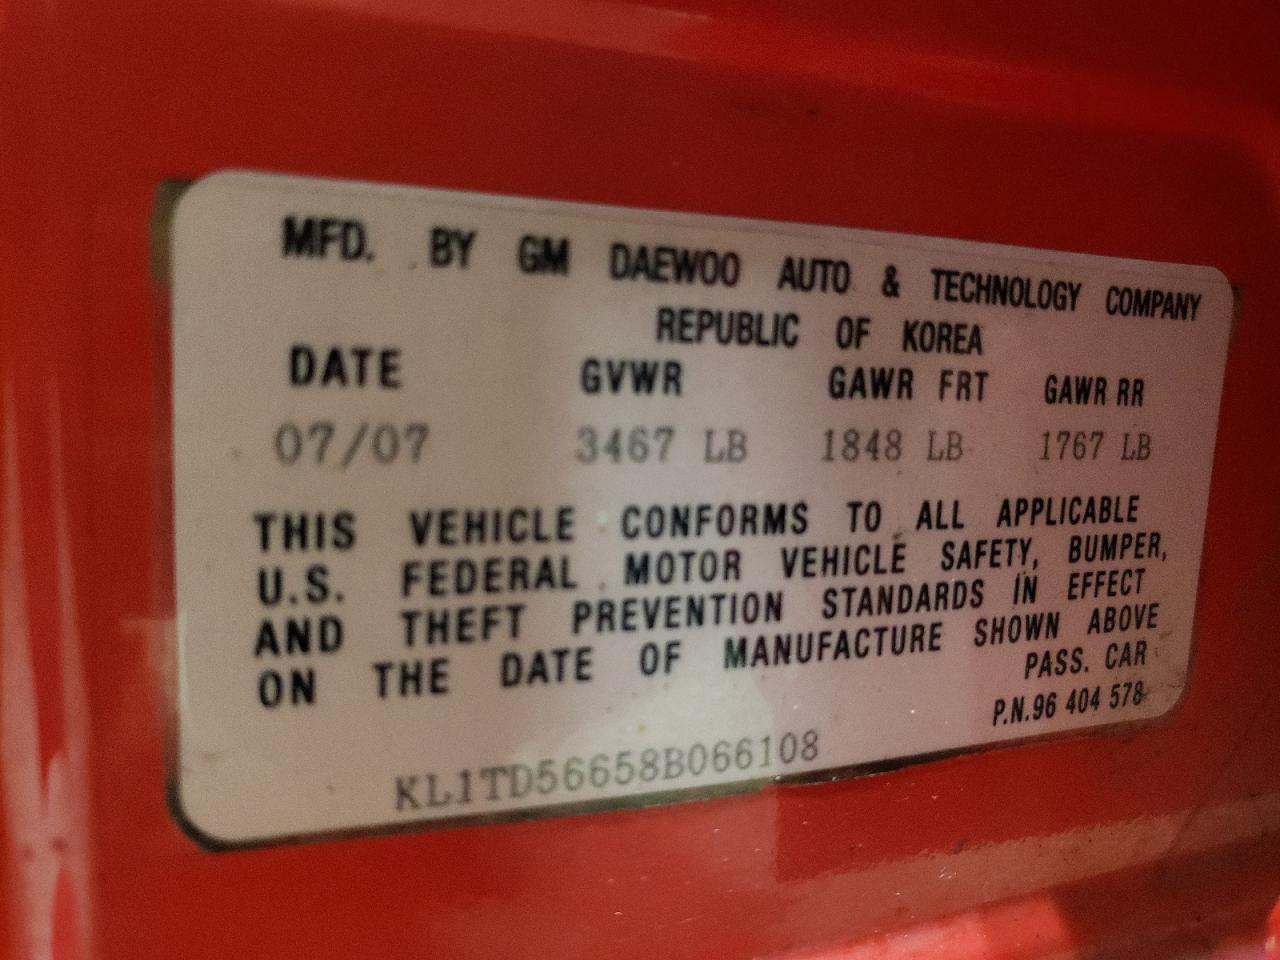 MFD. BY GM DAEWOO AUTO & TECHNOLOGY COMPANY
REPUBLIC OF KOREA
DATE GVWR GAWR FRT GAWR RR
07/07 3467 LB 1848 LB 1767 LB
THIS VEHICLE CONFORMS TO ALL APPLICABLE
U.S. FEDERAL MOTOR VEHICLE SAFETY, BUMPER,
AND THEFT PREVENTION STANDARDS IN EFFECT
ON THE DATE OF MANUFACTURE SHOWN ABOVE
PASS. CAR
P.N.96 404 578
KL1TD56658B066108